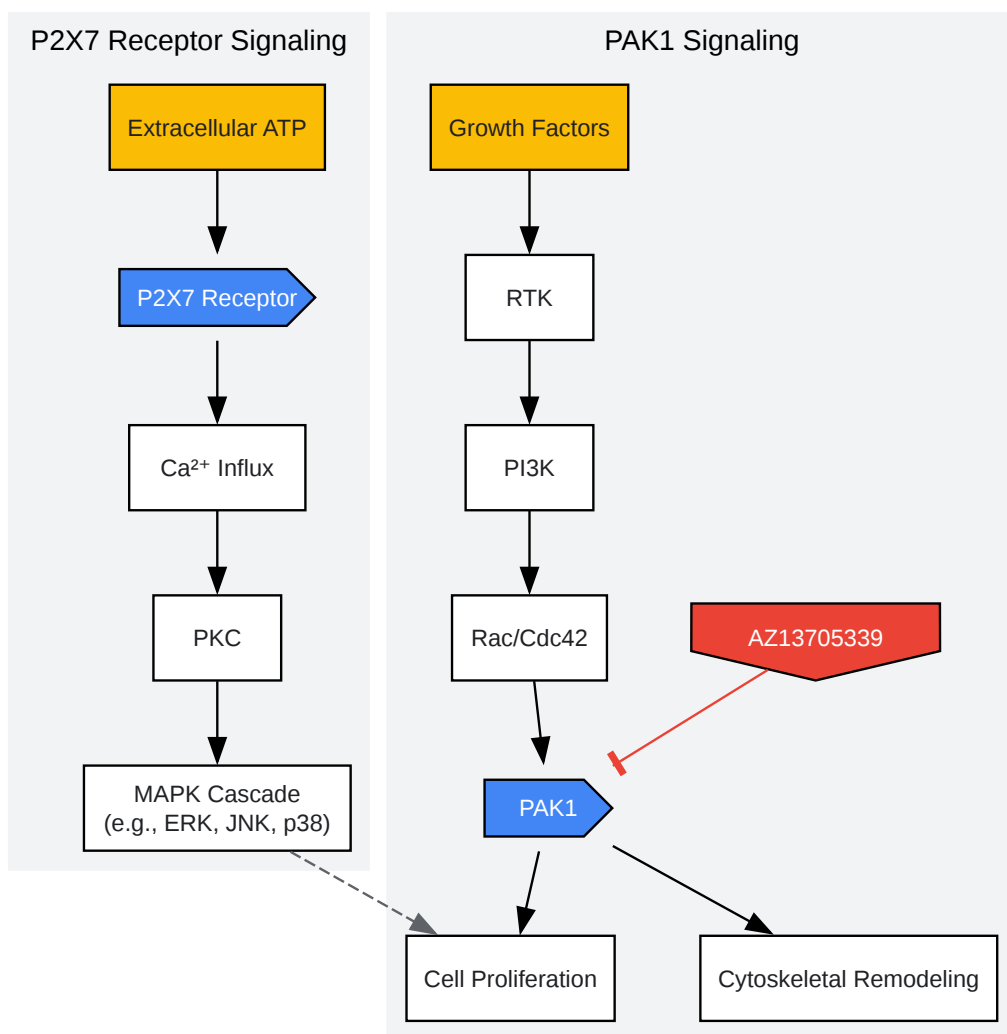 P2X7 Receptor Signaling
Extracellular ATP
P2X7 Receptor
Ca²⁺ Influx
PKC
MAPK Cascade
(e.g., ERK, JNK, p38)
PAK1 Signaling
Growth Factors
RTK
PI3K
Rac/Cdc42
AZ13705339
PAK1
Cell Proliferation
Cytoskeletal Remodeling